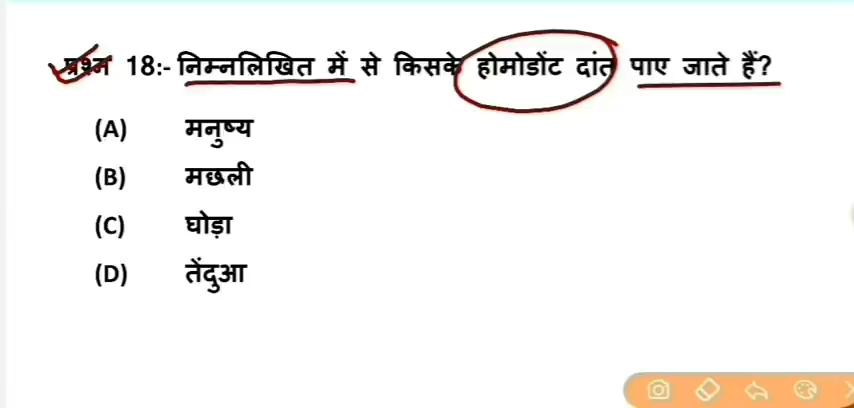 प्रश्न 18:- निम्नलिखित में से किसके होमोडोंट दांत पाए जाते हैं?
(A) मनुष्य
(B) मछली
(C) घोड़ा
(D) तेंदुआ